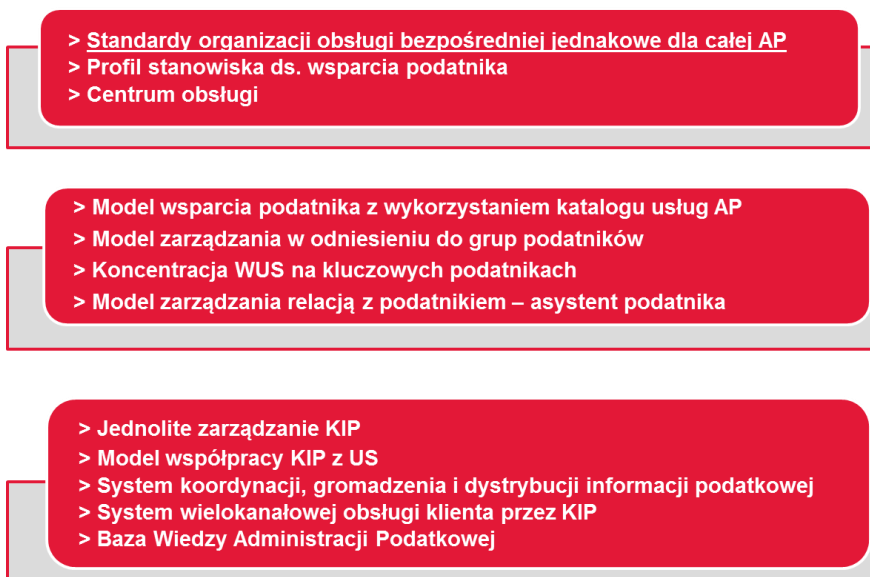 > Standardy organizacji obsługi bezpośredniej jednakowe dla całej AP
> Profil stanowiska ds. wsparcia podatnika
> Centrum obsługi
> Model wsparcia podatnika z wykorzystaniem katalogu usług AP
> Model zarządzania w odniesieniu do grup podatników
> Koncentracja WUS na kluczowych podatnikach
> Model zarządzania relacją z podatnikiem – asystent podatnika
> Jednolite zarządzanie KIP
> Model współpracy KIP z US
> System koordynacji, gromadzenia i dystrybucji informacji podatkowej
> System wielokanałowej obsługi klienta przez KIP
> Baza Wiedzy Administracji Podatkowej